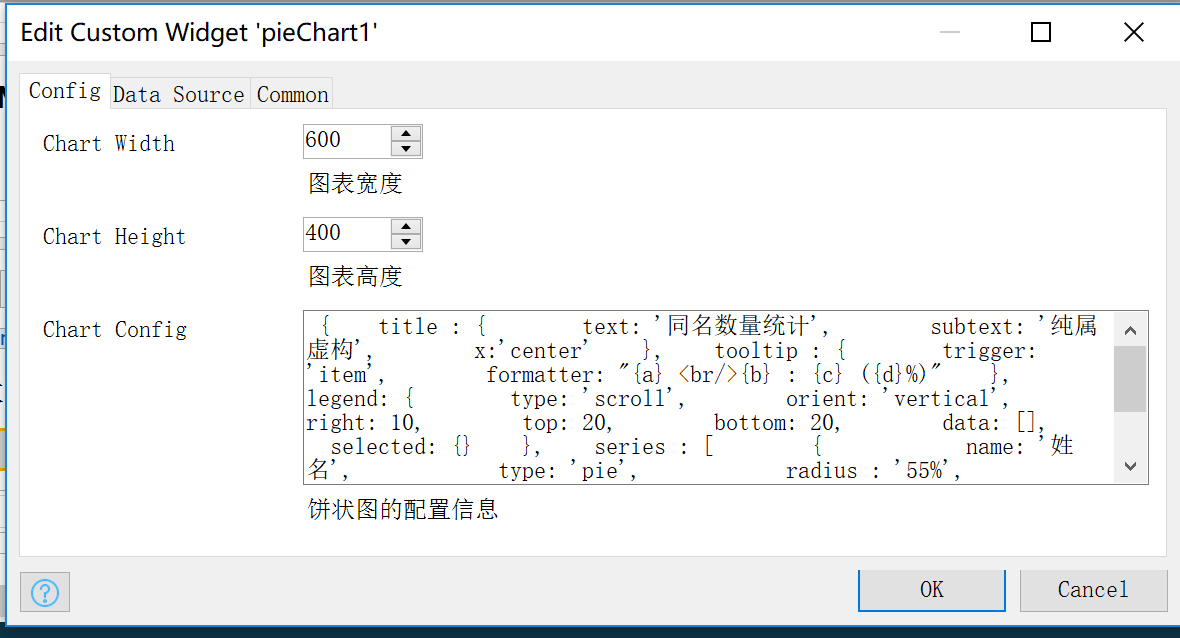 Edit Custom Widget 'pieChart1'
Config Data Source Common
Chart Width 600
图表宽度
Chart Height 400
图表高度
Chart Config
{ title : { text: '同名数量统计', subtext: '纯属
虚构', x:'center' }, tooltip : { trigger:
'item', formatter: "{a} <br/>{b} : {c} ({d}%)" },
legend: { type: 'scroll', orient: 'vertical',
right: 10, top: 20, bottom: 20, data: [],
selected: {} }, series : [ { name: '姓
名', type: 'pie', radius : '55%',
饼状图的配置信息
? OK Cancel